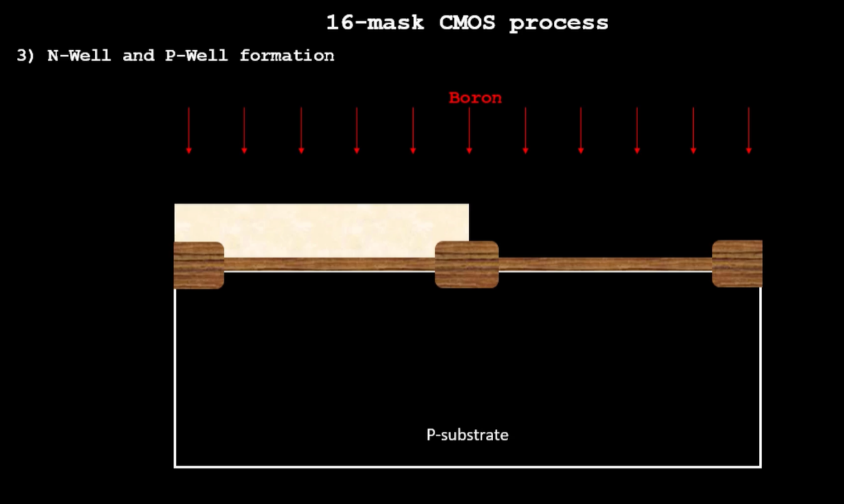 16-mask CMOS process
3) N-Well and P-Well formation
Boron
P-substrate